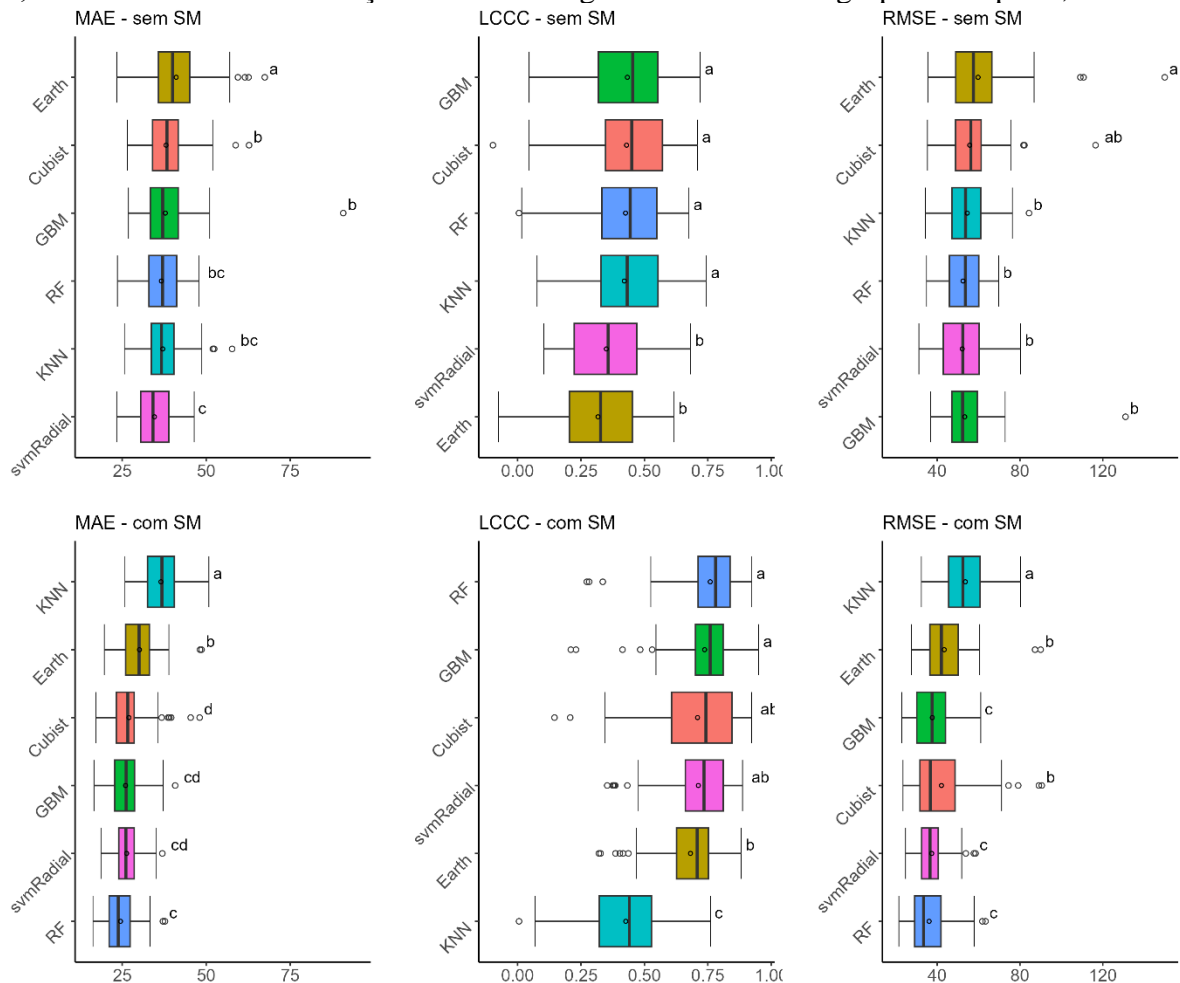 MAE - sem SM
Earth a
Cubist b
GBM b
RF bc
KNN bc
svmRadial c
25 50 75
LCCC - sem SM
GBM a
Cubist a
RF a
KNN a
svmRadial b
Earth b
0.00 0.25 0.50 0.75 1.00
RMSE - sem SM
Earth a
Cubist ab
KNN b
RF b
svmRadial b
GBM b
40 80 120
MAE - com SM
KNN a
Earth b
Cubist d
GBM cd
svmRadial cd
RF c
25 50 75
LCCC - com SM
RF a
GBM a
Cubist ab
svmRadial ab
Earth b
KNN c
0.00 0.25 0.50 0.75 1.00
RMSE - com SM
KNN a
Earth b
GBM c
Cubist b
svmRadial c
RF c
40 80 120